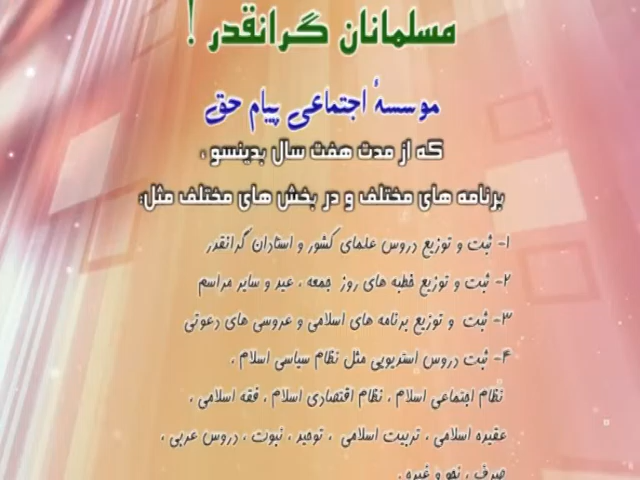 مسلمانان گرانقدر !
موسسهٔ اجتماعی پیام حق
که از مدت هفت سال بدینسو ،
برنامه های مختلف و در بخش های مختلف مثل:
۱- ثبت و توزیع دروس علمای کشور و استادان گرانقدر
۲- ثبت و توزیع خطبه های روز جمعه ، عید و سایر مراسم
۳- ثبت و توزیع برنامه های اسلامی و عروسی های دعوتی
۴- ثبت دروس استریویی مثل نظام سیاسی اسلام ،
نظام اجتماعی اسلام ، نظام اقتصادی اسلام ، فقه اسلامی ،
عقیده اسلامی ، تربیت اسلامی ، توحید ، نبوت ، دروس عربی ،
صرف ، نحو و غیره .